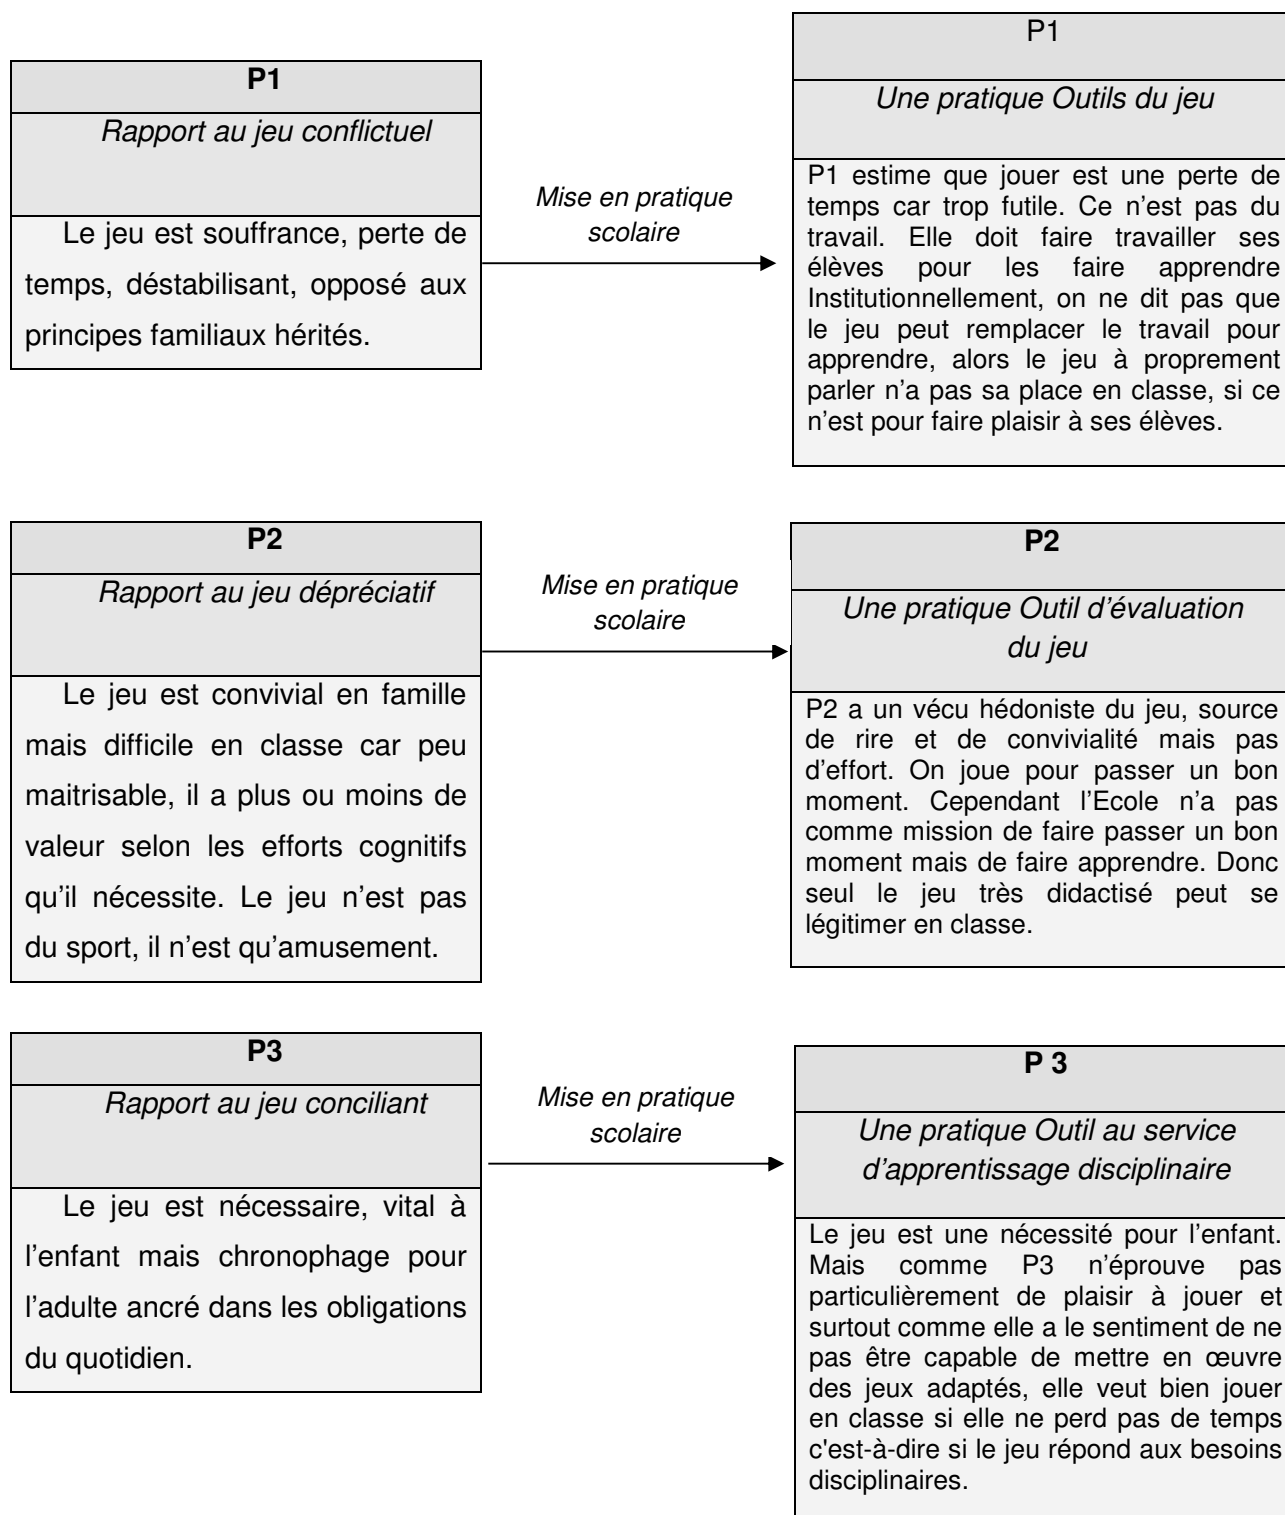 P1
Rapport au jeu conflictuel
Le jeu est souffrance, perte de
temps, déstabilisant, opposé aux
principes familiaux hérités.
Mise en pratique
scolaire
P1
Une pratique Outils du jeu
P1 estime que jouer est une perte de
temps car trop futile. Ce n’est pas du
travail. Elle doit faire travailler ses
élèves pour les faire apprendre
Institutionnellement, on ne dit pas que
le jeu peut remplacer le travail pour
apprendre, alors le jeu à proprement
parler n’a pas sa place en classe, si ce
n’est pour faire plaisir à ses élèves.
P2
Rapport au jeu dépréciatif
Le jeu est convivial en famille
mais difficile en classe car peu
maitrisable, il a plus ou moins de
valeur selon les efforts cognitifs
qu’il nécessite. Le jeu n’est pas
du sport, il n’est qu’amusement.
Mise en pratique
scolaire
P2
Une pratique Outil d’évaluation
du jeu
P2 a un vécu hédoniste du jeu, source
de rire et de convivialité mais pas
d’effort. On joue pour passer un bon
moment. Cependant l’Ecole n’a pas
comme mission de faire passer un bon
moment mais de faire apprendre. Donc
seul le jeu très didactisé peut se
légitimer en classe.
P3
Rapport au jeu conciliant
Le jeu est nécessaire, vital à
l’enfant mais chronophage pour
l’adulte ancré dans les obligations
du quotidien.
Mise en pratique
scolaire
P 3
Une pratique Outil au service
d’apprentissage disciplinaire
Le jeu est une nécessité pour l’enfant.
Mais comme P3 n’éprouve pas
particulièrement de plaisir à jouer et
surtout comme elle a le sentiment de ne
pas être capable de mettre en œuvre
des jeux adaptés, elle veut bien jouer
en classe si elle ne perd pas de temps
c'est-à-dire si le jeu répond aux besoins
disciplinaires.